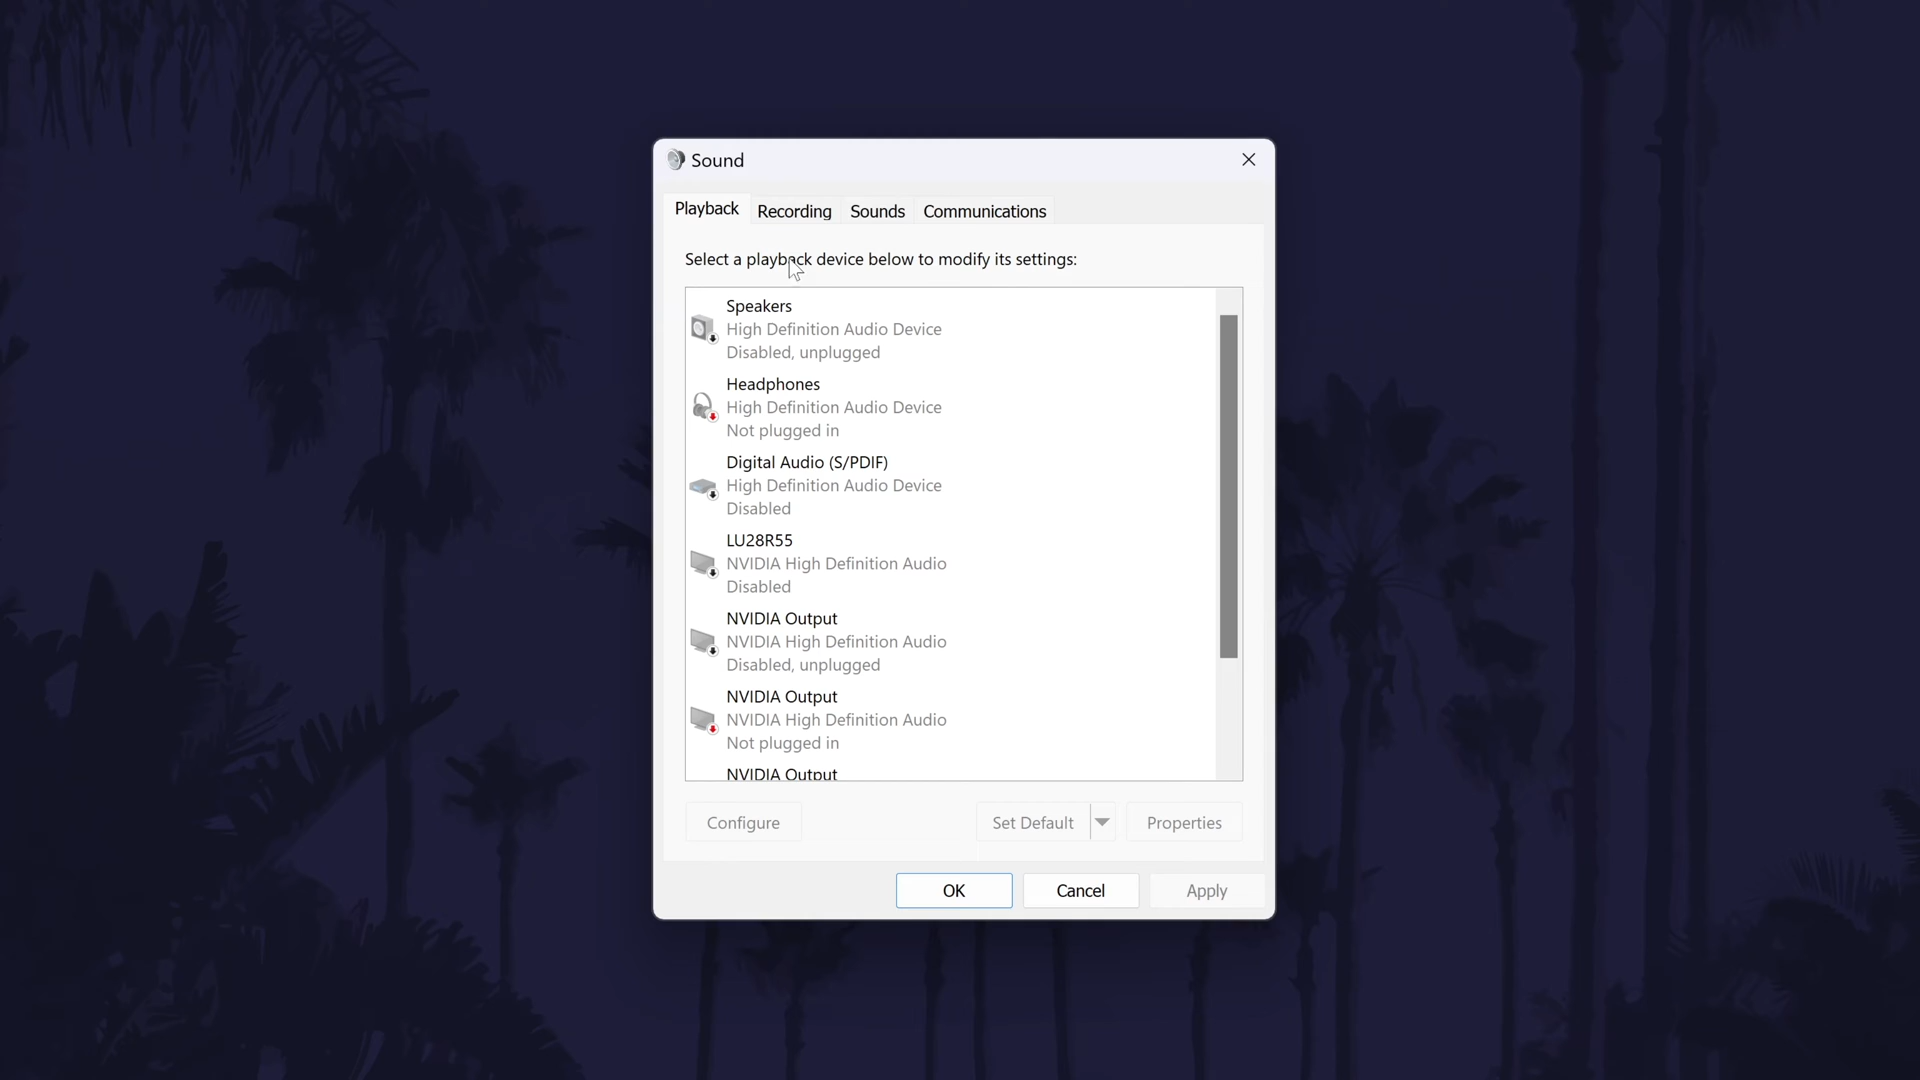 Sound
Playback
Recording
Sounds
Communications
Select a playback device below to modify its settings:
Speakers
High Definition Audio Device
Disabled, unplugged
Headphones
High Definition Audio Device
Not plugged in
Digital Audio (S/PDIF)
High Definition Audio Device
Disabled
LU28R55
NVIDIA High Definition Audio
Disabled
NVIDIA Output
NVIDIA High Definition Audio
Disabled, unplugged
NVIDIA Output
NVIDIA High Definition Audio
Not plugged in
NVIDIA Output
Configure
Set Default
Properties
OK
Cancel
Apply